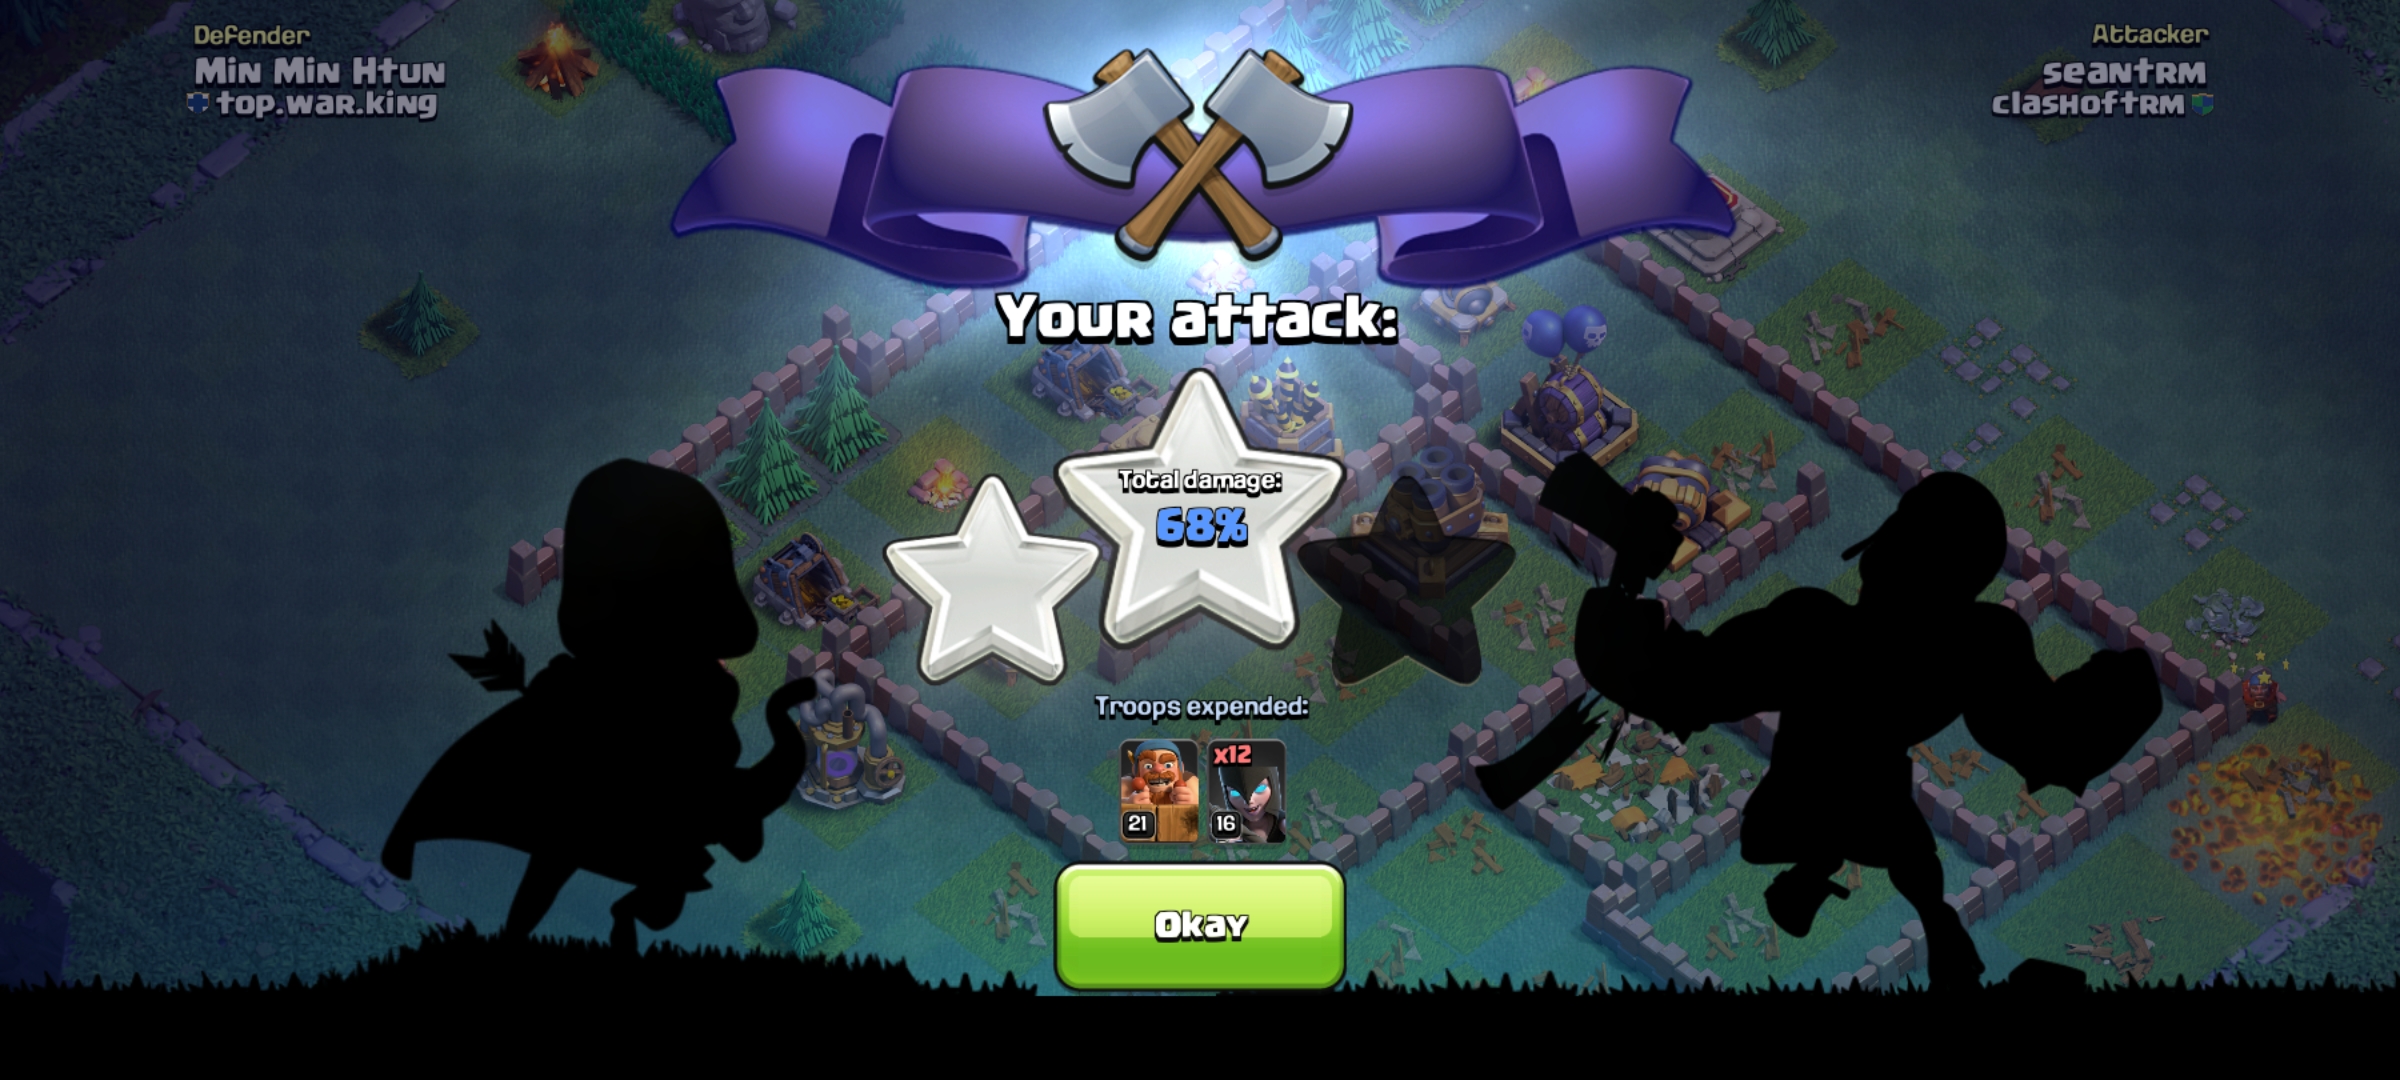 Defender
Min Min Htun
top.war.king
Attacker
seantrm
clashoftrm
Your attack:
Total damage:
68%
Troops expended:
x12
21
16
Okay